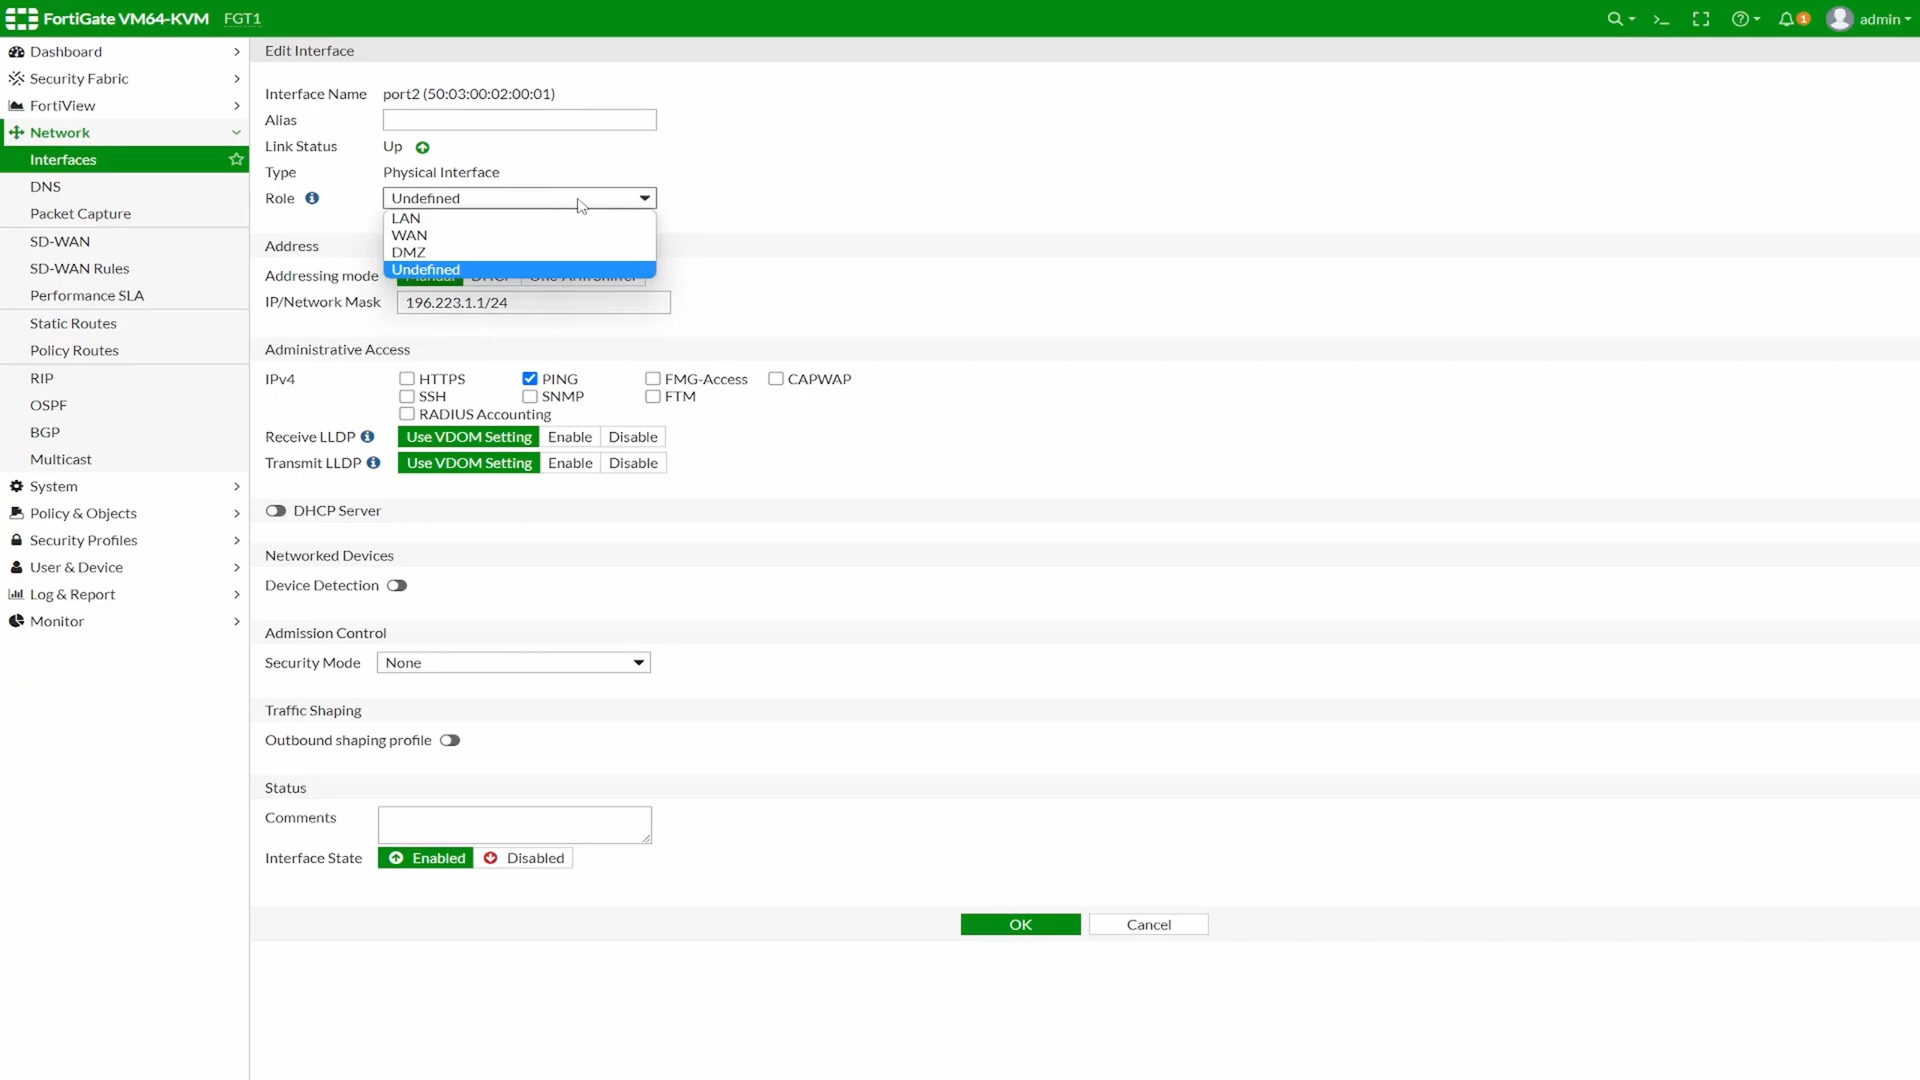 FortiGate VM64-KVM FGT1
1
admin
Dashboard
Security Fabric
FortiView
Network
Interfaces
DNS
Packet Capture
SD-WAN
SD-WAN Rules
Performance SLA
Static Routes
Policy Routes
RIP
OSPF
BGP
Multicast
System
Policy & Objects
Security Profiles
User & Device
Log & Report
Monitor
Edit Interface
Interface Name port2 (50:03:00:02:00:01)
Alias
Link Status Up
Type Physical Interface
Role Undefined
LAN
WAN
DMZ
Undefined
Address
Addressing mode Manual DHCP One-Arm Sniffer
IP/Network Mask 196.223.1.1/24
Administrative Access
IPv4 HTTPS PING FMG-Access CAPWAP
SSH SNMP FTM
RADIUS Accounting
Receive LLDP Use VDOM Setting Enable Disable
Transmit LLDP Use VDOM Setting Enable Disable
DHCP Server
Networked Devices
Device Detection
Admission Control
Security Mode None
Traffic Shaping
Outbound shaping profile
Status
Comments
Interface State Enabled Disabled
OK Cancel